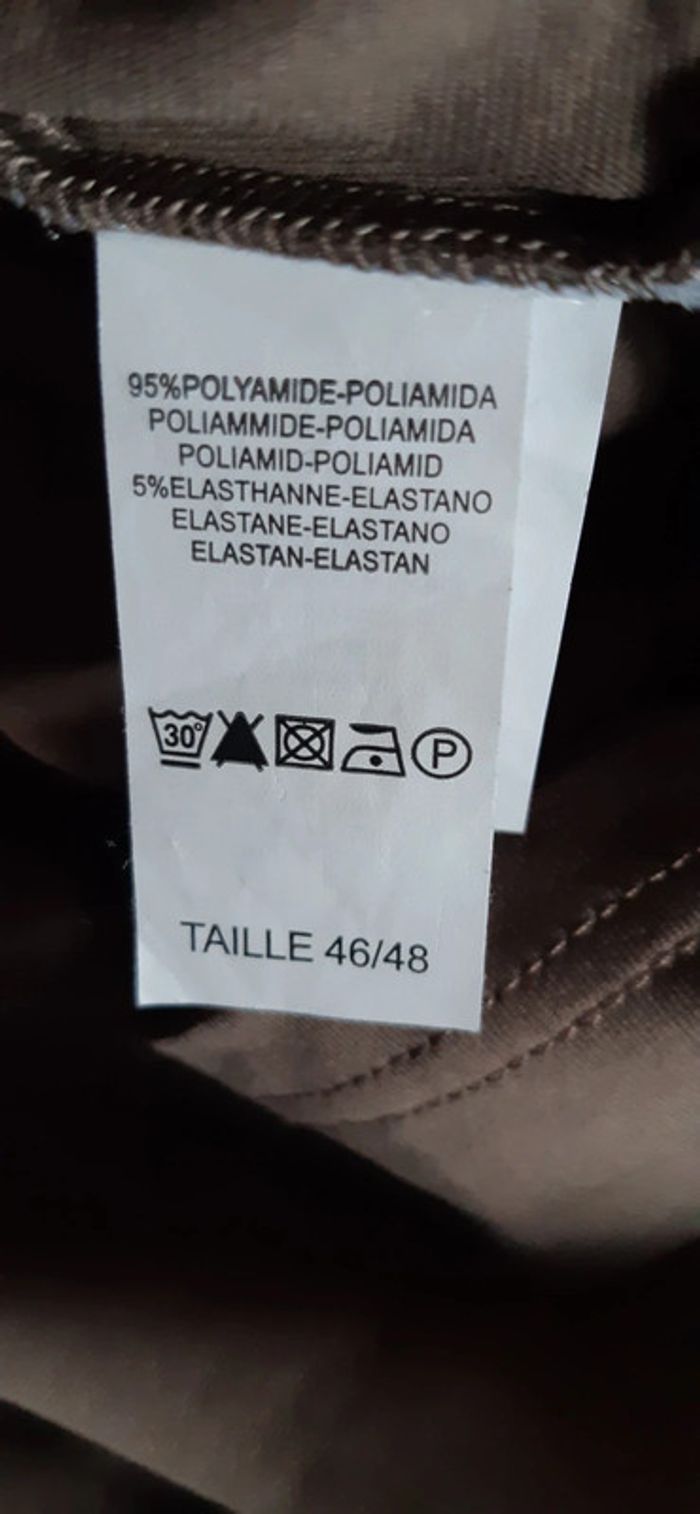 95%POLYAMIDE-POLIAMIDA
POLIAMMIDE-POLIAMIDA
POLIAMID-POLIAMID
5%ELASTHANNE-ELASTANO
ELASTANE-ELASTANO
ELASTAN-ELASTAN
30° P
TAILLE 46/48